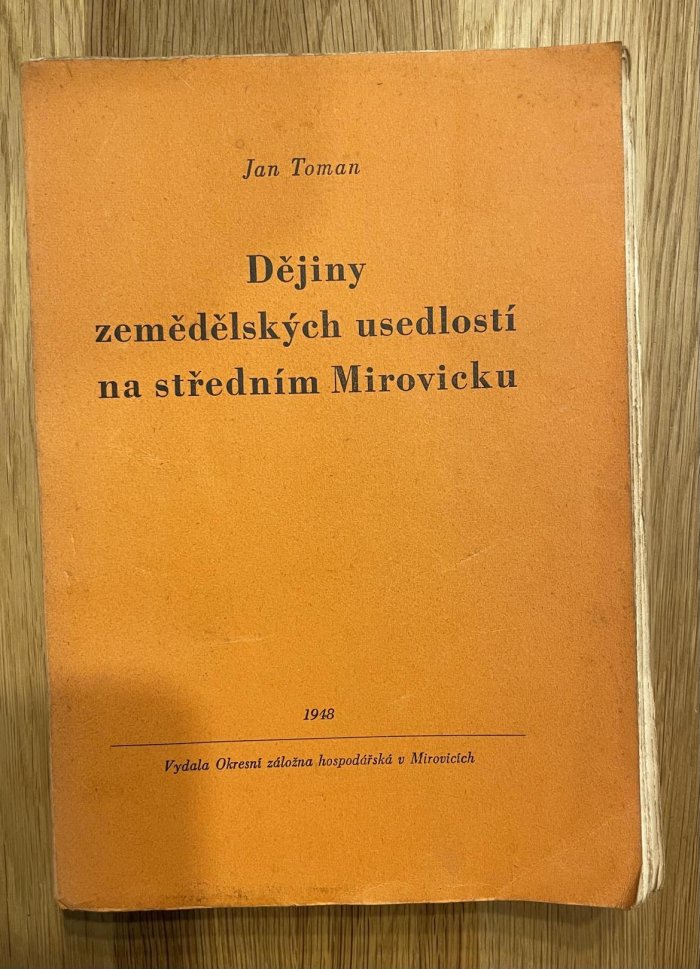 Jan Toman
Dějiny
zemědělských usedlostí
na středním Mirovicku
1948
Vydala Okresní záložna hospodářská v Mirovicích